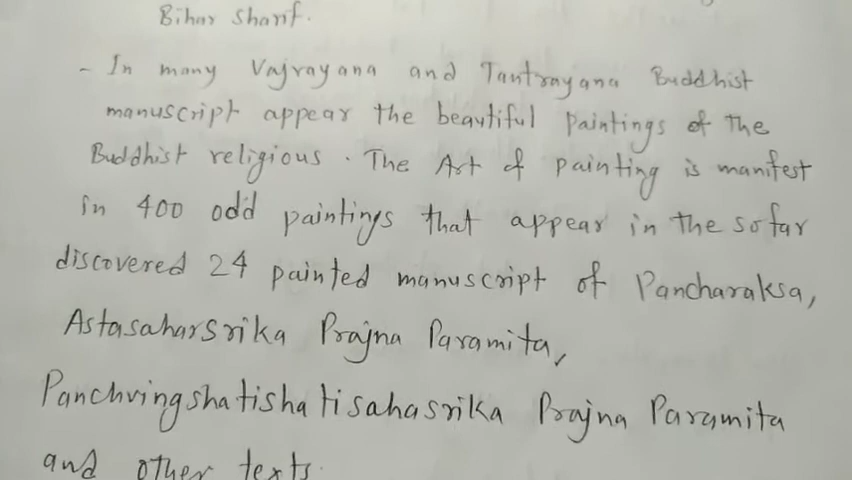 Bihar Sharif.
- In many Vajrayana and Tantrayana Buddhist
manuscript appear the beautiful paintings of the
Buddhist religious. The Art of painting is manifest
in 400 odd paintings that appear in the so far
discovered 24 painted manuscript of Pancharaksa,
Astasaharsrika Prajna Paramita,
Panchvingshatishatisahasrika Prajna Paramita
and other texts.